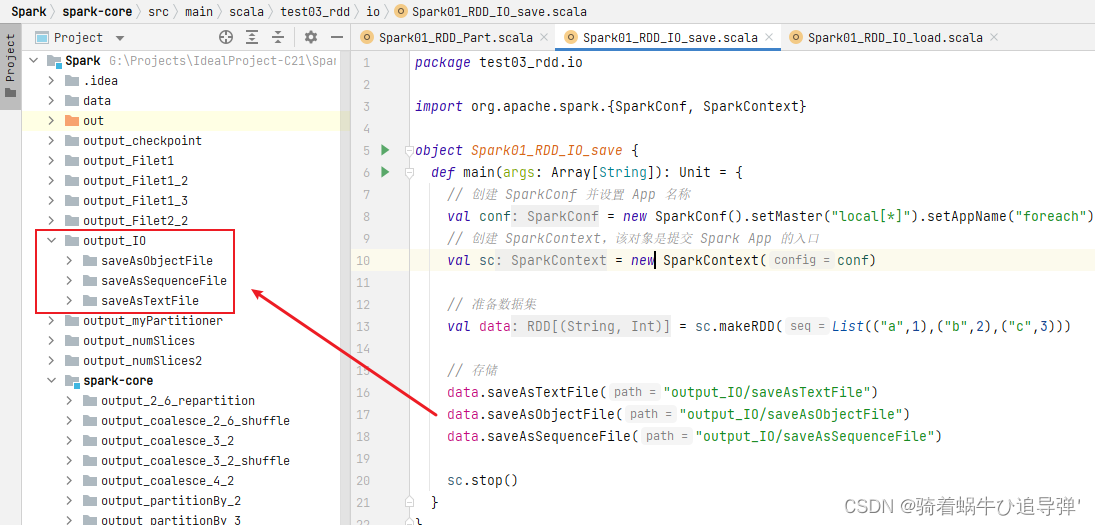 Spark spark-core src main scala test03_rdd io Spark01_RDD_IO_save.scala
Project
Project
Spark01_RDD_Part.scala Spark01_RDD_IO_save.scala Spark01_RDD_IO_load.scala
Spark G:\Projects\IdealProject-C21\Spar
.idea
data
out
output_checkpoint
output_Filet1
output_Filet1_2
output_Filet1_3
output_Filet2_2
output_IO
saveAsObjectFile
saveAsSequenceFile
saveAsTextFile
output_myPartitioner
output_numSlices
output_numSlices2
spark-core
output_2_6_repartition
output_coalesce_2_6_shuffle
output_coalesce_3_2
output_coalesce_3_2_shuffle
output_coalesce_4_2
output_partitionBy_2
output_partitionBy_3
1 package test03_rdd.io
2
3 import org.apache.spark.{SparkConf, SparkContext}
4
5 object Spark01_RDD_IO_save {
6 def main(args: Array[String]): Unit = {
7 // 创建 SparkConf 并设置 App 名称
8 val conf: SparkConf = new SparkConf().setMaster("local[*]").setAppName("foreach")
9 // 创建 SparkContext，该对象是提交 Spark App 的入口
10 val sc: SparkContext = new SparkContext( config = conf)
11
12 // 准备数据集
13 val data: RDD[(String, Int)] = sc.makeRDD( seq = List(("a",1),("b",2),("c",3)))
14
15 // 存储
16 data.saveAsTextFile( path = "output_IO/saveAsTextFile")
17 data.saveAsObjectFile( path = "output_IO/saveAsObjectFile")
18 data.saveAsSequenceFile( path = "output_IO/saveAsSequenceFile")
19
20 sc.stop()
21 }
22 }
CSDN @骑着蜗牛ひ追导弹'